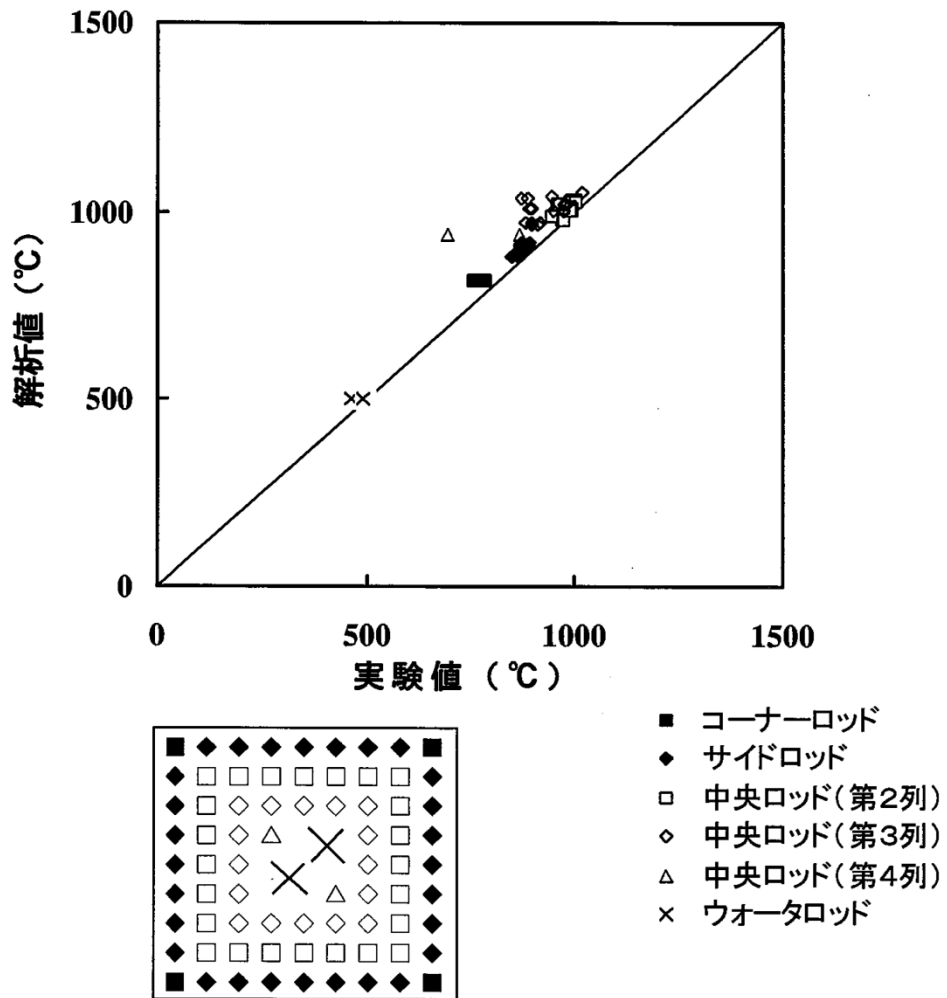 1500
1000
500
0
解析値(℃)
0 500 1000 1500
実験値(℃)
■ コーナーロッド
◆ サイドロッド
□ 中央ロッド(第2列)
◇ 中央ロッド(第3列)
△ 中央ロッド(第4列)
× ウォータロッド